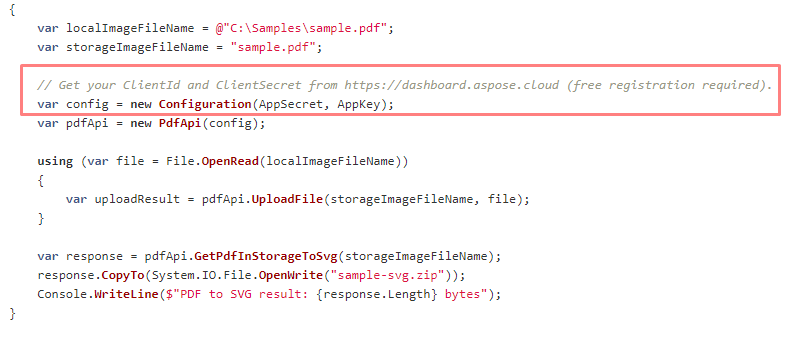 {
    var localImageFileName = @"C:\Samples\sample.pdf";
    var storageImageFileName = "sample.pdf";

    // Get your ClientId and ClientSecret from https://dashboard.aspose.cloud (free registration required).
    var config = new Configuration(AppSecret, AppKey);
    var pdfApi = new PdfApi(config);

    using (var file = File.OpenRead(localImageFileName))
    {
        var uploadResult = pdfApi.UploadFile(storageImageFileName, file);
    }

    var response = pdfApi.GetPdfInStorageToSvg(storageImageFileName);
    response.CopyTo(System.IO.File.OpenWrite("sample-svg.zip"));
    Console.WriteLine($"PDF to SVG result: {response.Length} bytes");
}